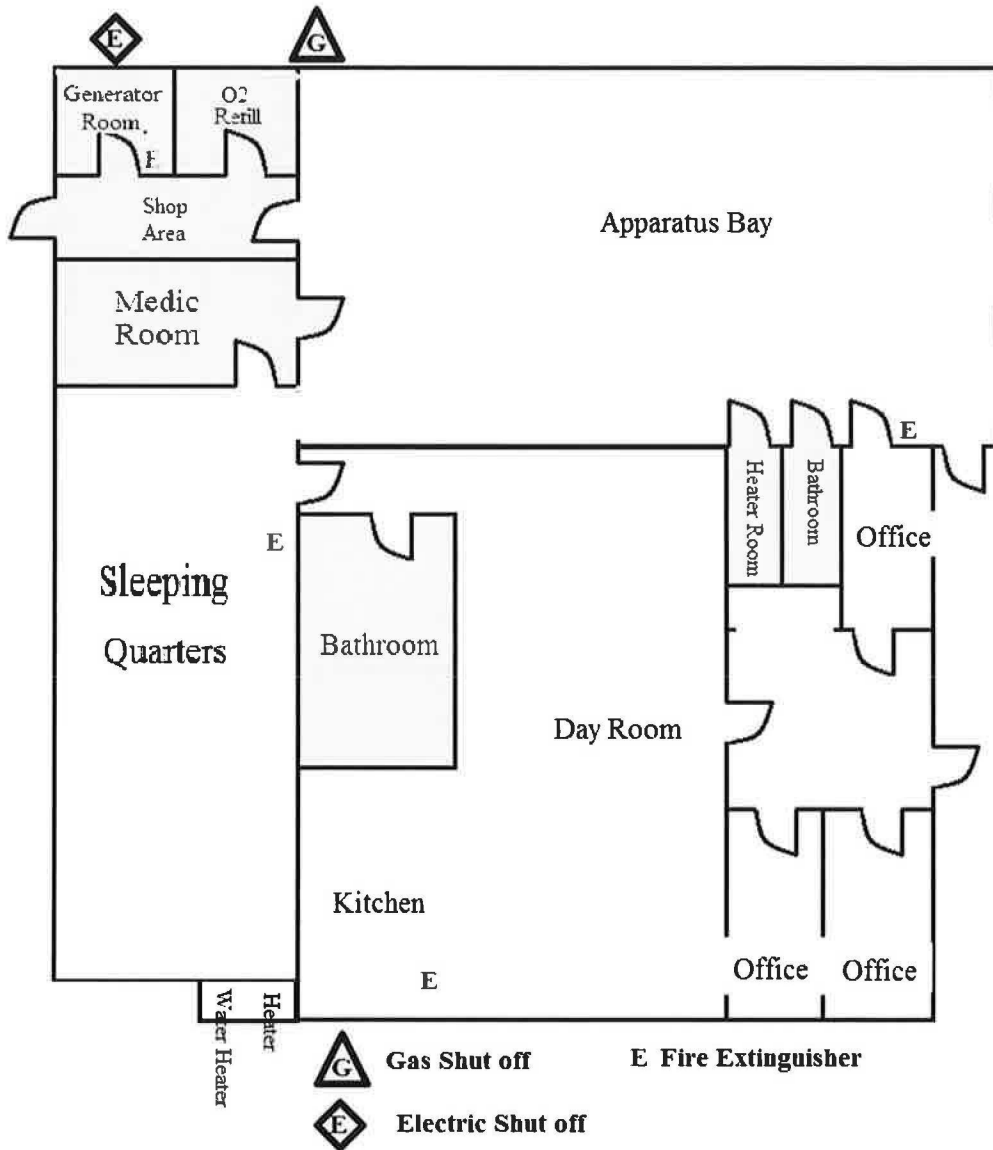 E
G
Generator
Room
O2
Refill
E
Shop
Area
Apparatus Bay
Medic
Room
E
Heater Room
Bathroom
Office
E
Sleeping
Quarters
Bathroom
Day Room
Kitchen
E
Office
Office
Heater
Water Heater
G
Gas Shut off
E Fire Extinguisher
E
Electric Shut off